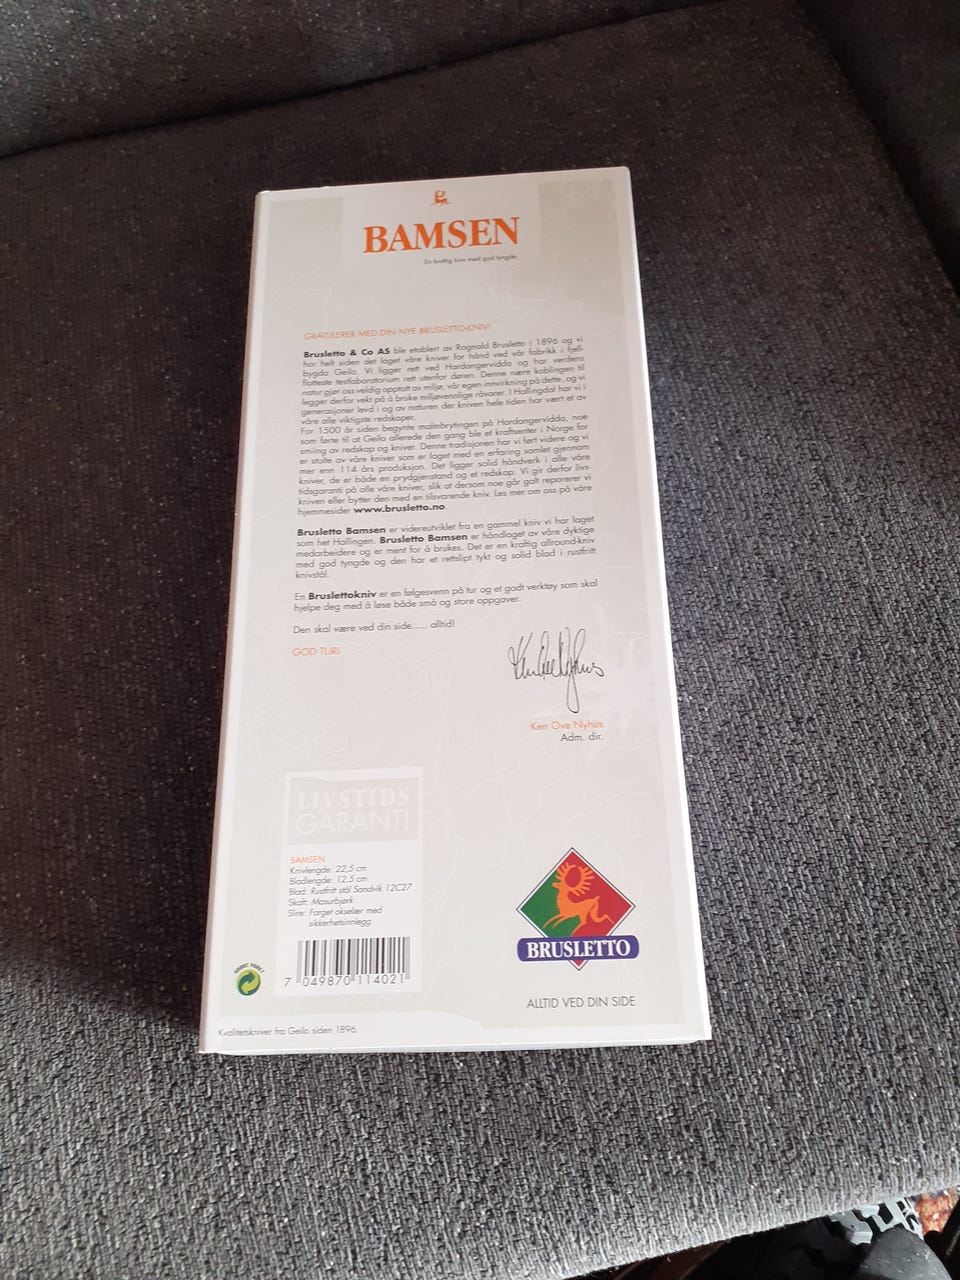 BAMSEN
En kraftig kniv med god tyngde.
GRATULERER MED DIN NYE BRUSLETTO-KNIV!
Brusletto & Co AS ble etablert av Rognald Brusletto i 1896 og vi
har helt siden det laget våre kniver for hånd ved vår fabrikk i fjell-
bygda Geilo. Vi ligger rett ved Hardangervidda og har verdens
flotteste testlaboratorium rett utenfor døren. Denne nære koblingen til
natur gjør oss veldig opptatt av miljø, vår egen innvirkning på dette, og vi
legger derfor vekt på å bruke miljøvennlige råvarer. I Hallingdal har vi i
generasjoner levd i og av naturen der kniven hele tiden har vært et av
våre alle viktigste redskaper.
For 1500 år siden begynte malmbrytingen på Hardangervidda, noe
som førte til at Geilo allerede den gang ble et kraftsenter i Norge for
smiing av redskap og kniver. Denne tradisjonen har vi ført videre og vi
er stolte av våre kniver som er laget med en erfaring samlet gjennom
mer enn 114 års produksjon. Det ligger solid håndverk i alle våre
kniver, de er både en prydgjenstand og et redskap. Vi gir derfor livs-
tidsgaranti på alle våre kniver, slik at dersom noe går galt reparerer vi
kniven eller bytter den med en tilsvarende kniv. Les mer om oss på våre
hjemmesider www.brusletto.no
Brusletto Bamsen er videreutviklet fra en gammel kniv vi har laget
som het Hallingen. Brusletto Bamsen er håndlaget av våre dyktige
medarbeidere og er ment for å brukes. Det er en kraftig allround-kniv
med god tyngde og den har et rettslipt tykt og solid blad i rustfritt
knivstål.
En Bruslettokniv er en følgesvenn på tur og et godt verktøy som skal
hjelpe deg med å løse både små og store oppgaver.
Den skal være ved din side..... alltid!
GOD TUR!
Ken Ove Nyhus
Adm. dir.
LIVSTIDS
GARANTI
BAMSEN
Knivlengde: 22,5 cm
Bladlengde: 12,5 cm
Blad: Rustfritt stål Sandvik 12C27
Skaft: Masurbjørk
Slire: Farget okselær med
sikkerhetsinnlegg
7 049870 114021
BRUSLETTO
ALLTID VED DIN SIDE
Kvalitetskniver fra Geilo siden 1896.